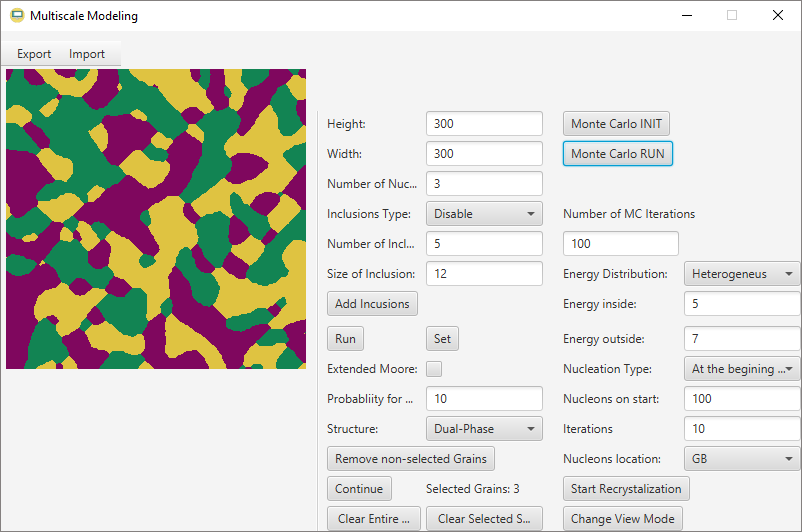 Multiscale Modeling
Export Import
Height: 300 Monte Carlo INIT
Width: 300 Monte Carlo RUN
Number of Nuc... 3
Inclusions Type: Disable Number of MC Iterations
Number of Incl... 5 100
Size of Inclusion: 12 Energy Distribution: Heterogeneus
Add Incusions Energy inside: 5
Run Set Energy outside: 7
Extended Moore: Nucleation Type: At the begining ...
Probabliity for ... 10 Nucleons on start: 100
Structure: Dual-Phase Iterations 10
Remove non-selected Grains Nucleons location: GB
Continue Selected Grains: 3 Start Recrystalization
Clear Entire ... Clear Selected S... Change View Mode